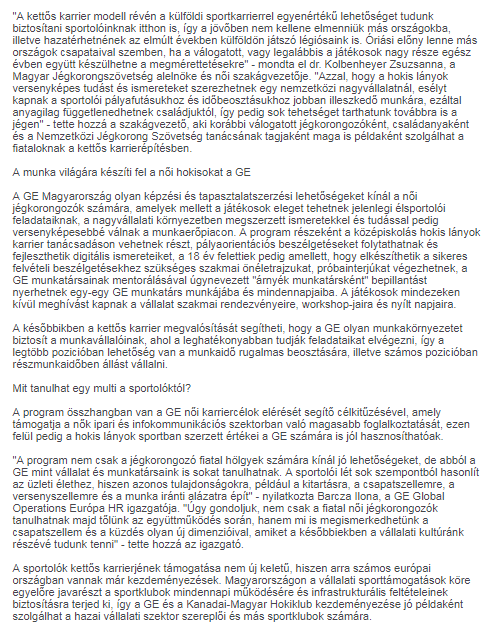 "A kettős karrier modell révén a külföldi sportkarrierrel egyenértékű lehetőséget tudunk
biztosítani sportolóinknak itthon is, így a jövőben nem kellene elmenniük más országokba,
illetve hazatérhetnének az elmúlt években külföldön játszó légiósaink is. Óriási előny lenne más
országok csapataival szemben, ha a válogatott, vagy legalábbis a játékosok nagy része egész
évben együtt készülhetne a megmérettetésekre" - mondta el dr. Kolbenheyer Zsuzsanna, a
Magyar Jégkorongszövetség alelnöke és női szakágvezetője. "Azzal, hogy a hokis lányok
versenyképes tudást és ismereteket szerezhetnek egy nemzetközi nagyvállalatnál, esélyt
kapnak a sportolói pályafutásukhoz és időbeosztásukhoz jobban illeszkedő munkára, ezáltal
anyagilag függetlenedhetnek családjuktól, így pedig sok tehetséget tarthatunk továbbra is a
jégen" - tette hozzá a szakágvezető, aki korábbi válogatott jégkorongozóként, családanyaként
és a Nemzetközi Jégkorong Szövetség tanácsának tagjaként maga is példaként szolgálhat a
fiataloknak a kettős karrierépítésben.
A munka világára készíti fel a női hokisokat a GE
A GE Magyarország olyan képzési és tapasztalatszerzési lehetőségeket kínál a női
jégkorongozók számára, amelyek mellett a játékosok eleget tehetnek jelenlegi élsportolói
feladataiknak, a nagyvállalati környezetben megszerzett ismeretekkel és tudással pedig
versenyképesebbé válnak a munkaerőpiacon. A program részeként a középiskolás hokis lányok
karrier tanácsadáson vehetnek részt, pályaorientációs beszélgetéseket folytathatnak és
fejleszthetik digitális ismereteiket, a 18 év felettiek pedig amellett, hogy elkészíthetik a sikeres
felvételi beszélgetésekhez szükséges szakmai önéletrajzukat, próbainterjúkat végezhetnek, a
GE munkatársainak mentorálásával úgynevezett "árnyék munkatársként" bepillantást
nyerhetnek egy-egy GE munkatárs munkájába és mindennapjaiba. A játékosok mindezeken
kívül meghívást kapnak a vállalat szakmai rendezvényeire, workshop-jaira és nyílt napjaira.
A későbbikben a kettős karrier megvalósítását segítheti, hogy a GE olyan munkakörnyezetet
biztosít a munkavállalóinak, ahol a leghatékonyabban tudják feladataikat elvégezni, így a
legtöbb pozícióban lehetőség van a munkaidő rugalmas beosztására, illetve számos pozícióban
részmunkaidőben állást vállalni.
Mit tanulhat egy multi a sportolóktól?
A program összhangban van a GE női karriercélok elérését segítő célkitűzésével, amely
támogatja a nők ipari és infokommunikációs szektorban való magasabb foglalkoztatását, ezen
felül pedig a hokis lányok sportban szerzett értékei a GE számára is jól hasznosíthatóak.
"A program nem csak a jégkorongozó fiatal hölgyek számára kínál jó lehetőségeket, de abból a
GE mint vállalat és munkatársaink is sokat tanulhatnak. A sportolói lét sok szempontból hasonlít
az üzleti élethez, hiszen azonos tulajdonságokra, például a kitartásra, a csapatszellemre, a
versenyszellemre és a munka iránti alázatra épít" - nyilatkozta Barcza Ilona, a GE Global
Operations Európa HR igazgatója. "Úgy gondoljuk, nem csak a fiatal női jégkorongozók
tanulhatnak majd tőlünk az együttműködés során, hanem mi is megismerkedhetünk a
csapatszellem és a küzdés olyan új dimenzióival, amiket a későbbiekben a vállalati kultúránk
részévé tudunk tenni" - tette hozzá az igazgató.
A sportolók kettős karrierjének támogatása nem új keletű, hiszen arra számos európai
országban vannak már kezdeményezések. Magyarországon a vállalati sporttámogatások köre
egyelőre javarészt a sportklubok mindennapi működésére és infrastrukturális feltételeinek
biztosításra terjed ki, így a GE és a Kanadai-Magyar Hokiklub kezdeményezése jó példaként
szolgálhat a hazai vállalati szektor szereplői és más sportklubok számára.